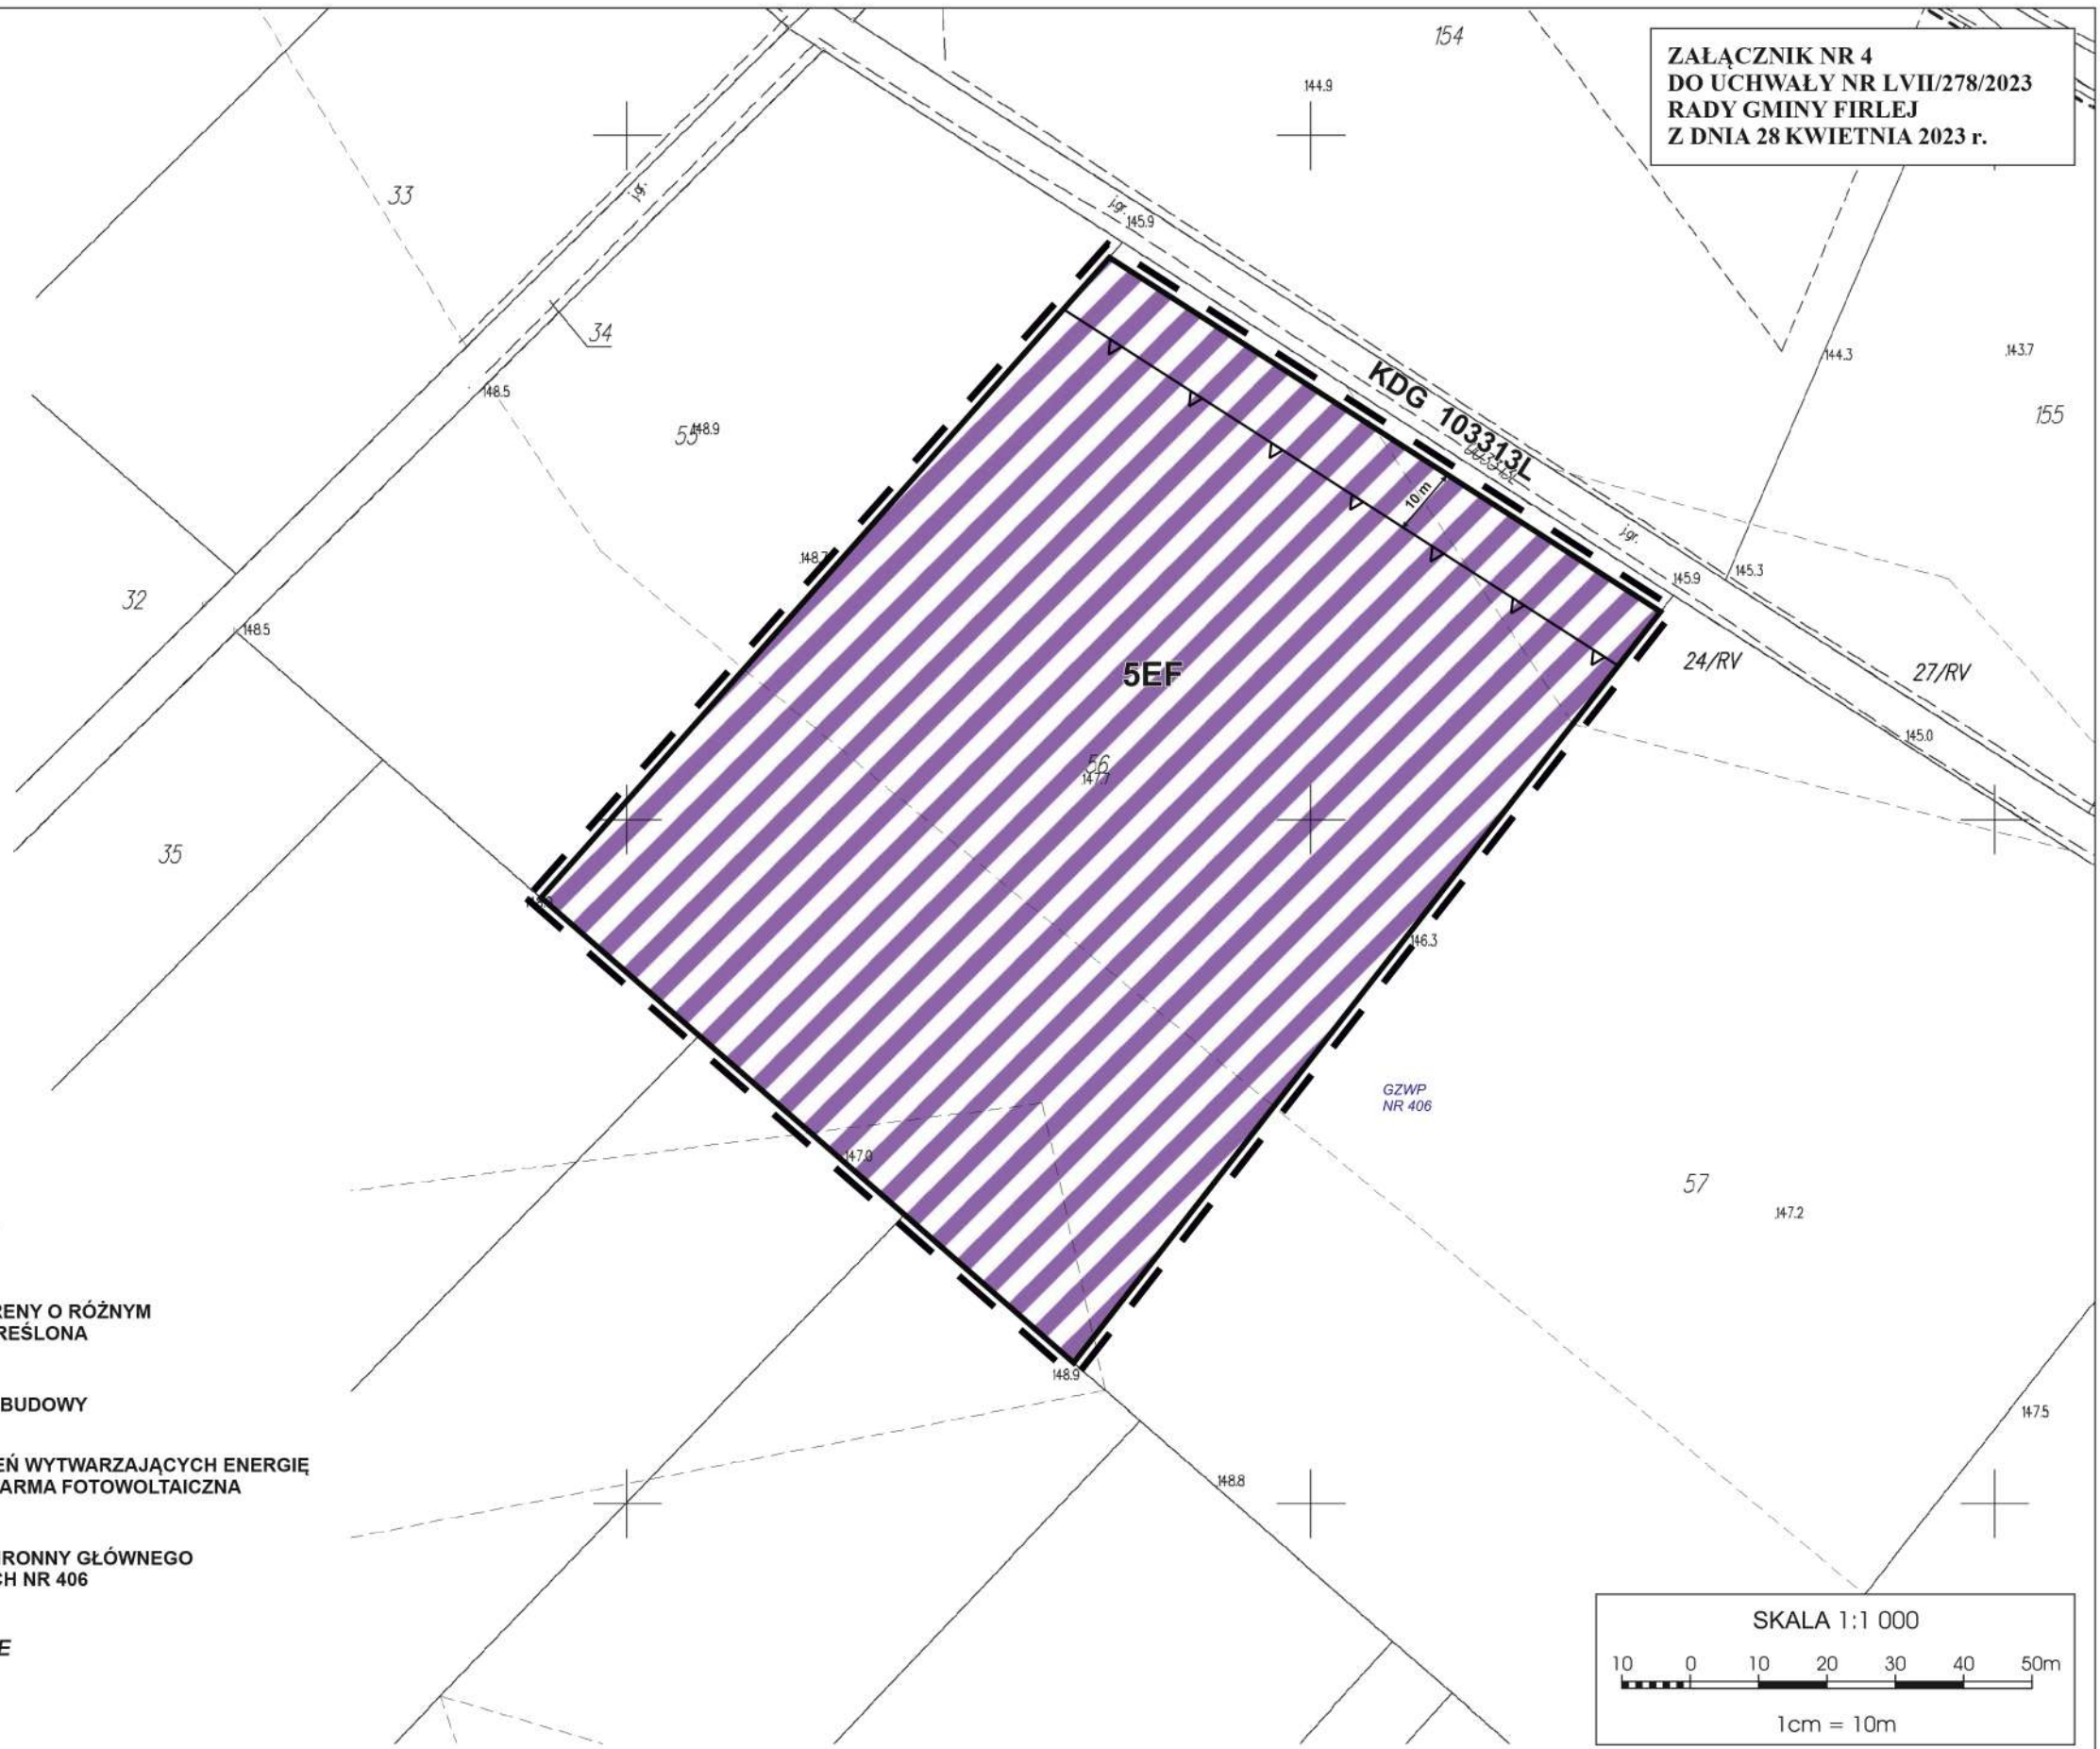 154
ZAŁĄCZNIK NR 4
DO UCHWAŁY NR LVII/278/2023
RADY GMINY FIRLEJ
Z DNIA 28 KWIETNIA 2023 r.
144.9
33
j.gr.
j.gr.
145.9
34
144.3
143.7
148.5
155
55
148.9
KDG 103313L
10 m
j.gr.
145.9
145.3
32
148.5
5EF
24/RV
27/RV
145.0
56
147.7
35
146.3
GZWP
NR 406
147.0
57
147.2
RENY O RÓŻNYM
REŚLONA
148.9
BUDOWY
147.5
EŃ WYTWARZAJĄCYCH ENERGIĘ
ARMA FOTOWOLTAICZNA
148.8
RONNY GŁÓWNEGO
CH NR 406
E
SKALA 1:1 000
10 0 10 20 30 40 50m
1cm = 10m